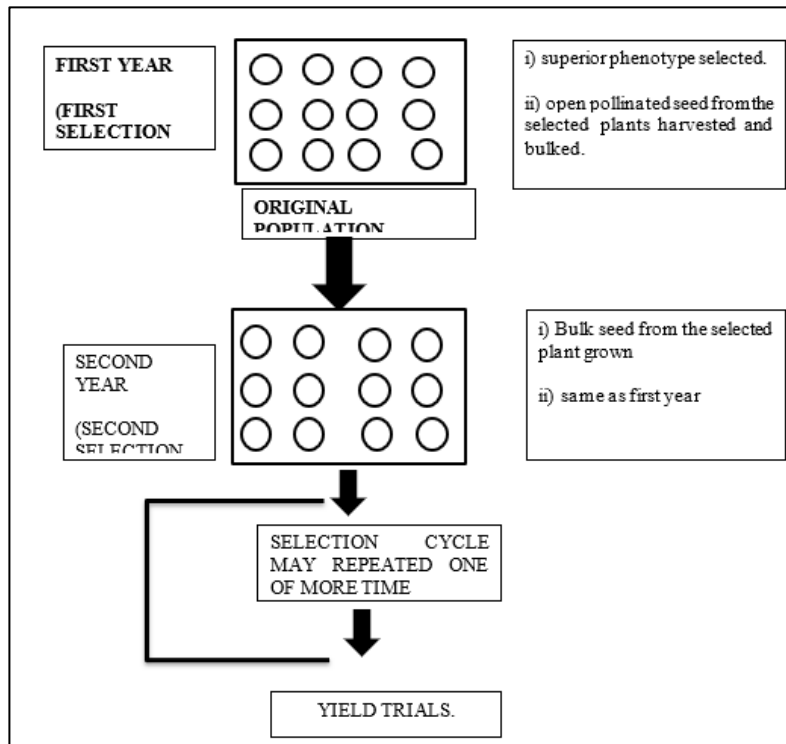 FIRST YEAR
(FIRST
SELECTION
i) superior phenotype selected.
ii) open pollinated seed from the
selected plants harvested and
bulked.
ORIGINAL
POPULATION
SECOND
YEAR
(SECOND
SELECTION
i) Bulk seed from the selected
plant grown
ii) same as first year
SELECTION CYCLE
MAY REPEATED ONE
OF MORE TIME
YIELD TRIALS.